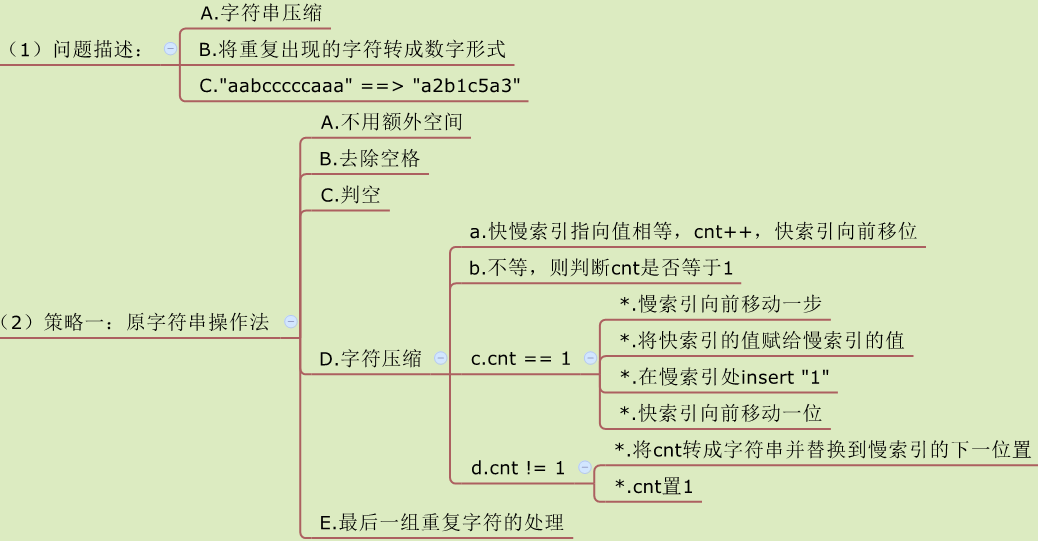 A.字符串压缩
（1）问题描述：
B.将重复出现的字符转成数字形式
C."aabcccccaaa" ==> "a2b1c5a3"
A.不用额外空间
B.去除空格
C.判空
a.快慢索引指向值相等，cnt++，快索引向前移位
b.不等，则判断cnt是否等于1
*.慢索引向前移动一步
（2）策略一：原字符串操作法
*.将快索引的值赋给慢索引的值
D.字符压缩
c.cnt == 1
*.在慢索引处insert "1"
*.快索引向前移动一位
*.将cnt转成字符串并替换到慢索引的下一位置
d.cnt != 1
*.cnt置1
E.最后一组重复字符的处理